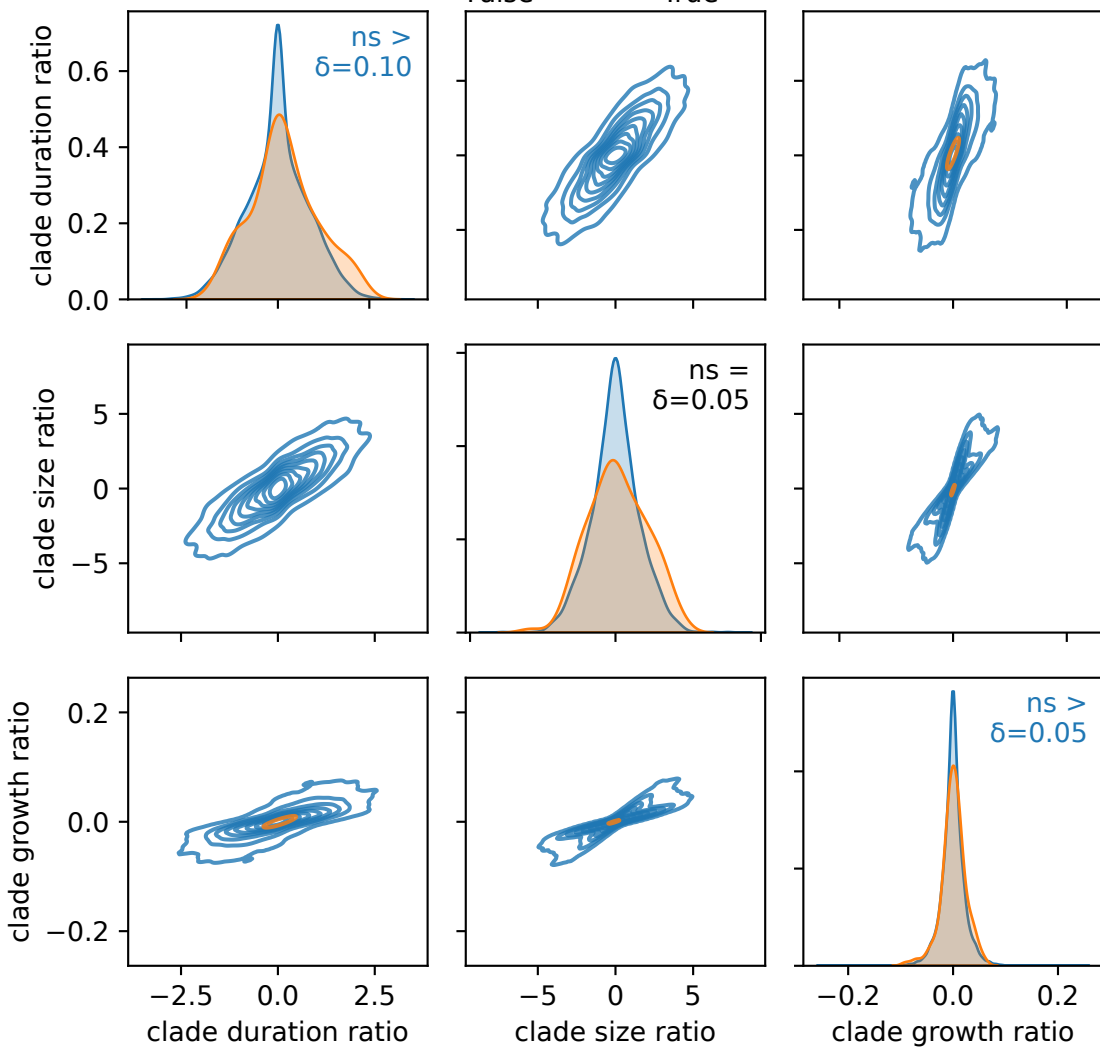 clade duration ratio
0.6
0.4
0.2
0.0
ns >
δ=0.10
clade size ratio
5
0
−5
ns =
δ=0.05
clade growth ratio
0.2
0.0
−0.2
ns >
δ=0.05
−2.5 0.0 2.5
−5 0 5
−0.2 0.0 0.2
clade duration ratio
clade size ratio
clade growth ratio